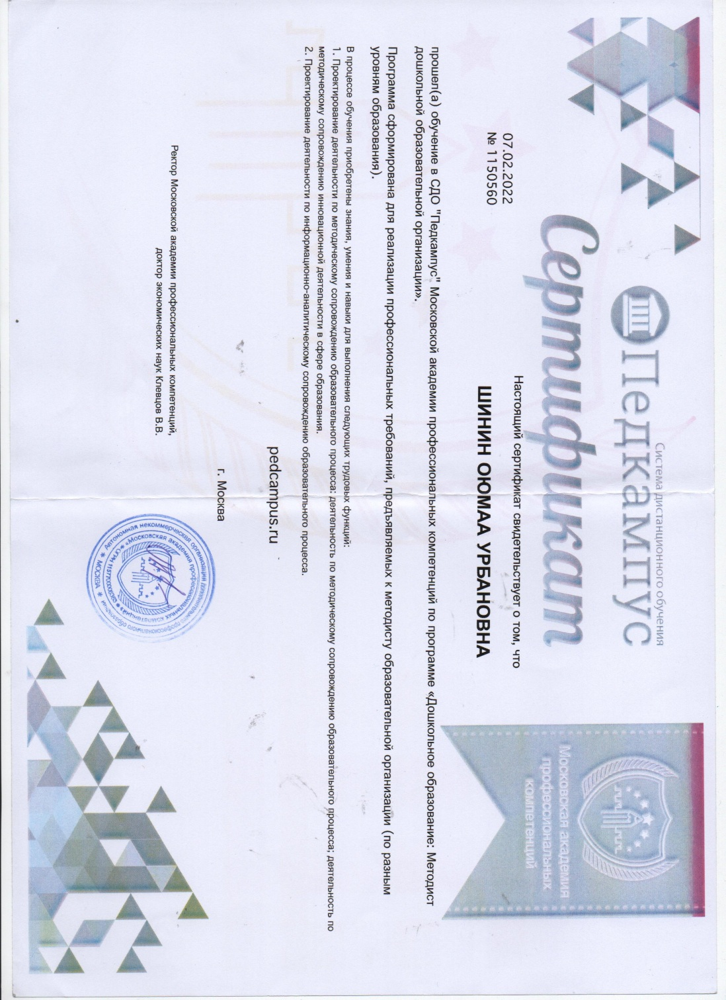 Система дистанционного обучения
Педкампус
Сертификат
Московская академия
профессиональных
компетенций
07.02.2022
№ 1150560
Настоящий сертификат свидетельствует о том, что
ШИНИН ОЮМАА УРБАНОВНА
прошел(а) обучение в СДО "Педкампус" Московской академии профессиональных компетенций по программе «Дошкольное образование: Методист
дошкольной образовательной организации».
Программа сформирована для реализации профессиональных требований, предъявляемых к методисту образовательной организации (по разным
уровням образования).
В процессе обучения приобретены знания, умения и навыки для выполнения следующих трудовых функций:
1. Проектирование деятельности по методическому сопровождению образовательного процесса: деятельность по методическому сопровождению образовательного процесса; деятельность по
методическому сопровождению инновационной деятельности в сфере образования.
2. Проектирование деятельности по информационно-аналитическому сопровождению образовательного процесса.
pedcampus.ru
г. Москва
Ректор Московской академии профессиональных компетенций,
доктор экономических наук Клевцов В.В.
Автономная некоммерческая организация дополнительного профессионального образования
«Московская академия профессиональных компетенций»
МОСКВА